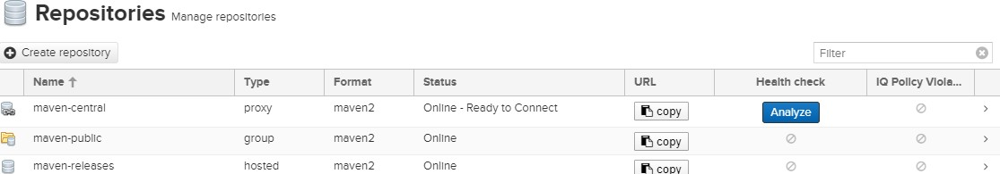 Repositories Manage repositories
Create repository
Filter
Name Type Format Status URL Health check IQ Policy Viola...
maven-central proxy maven2 Online - Ready to Connect copy Analyze
maven-public group maven2 Online copy
maven-releases hosted maven2 Online copy